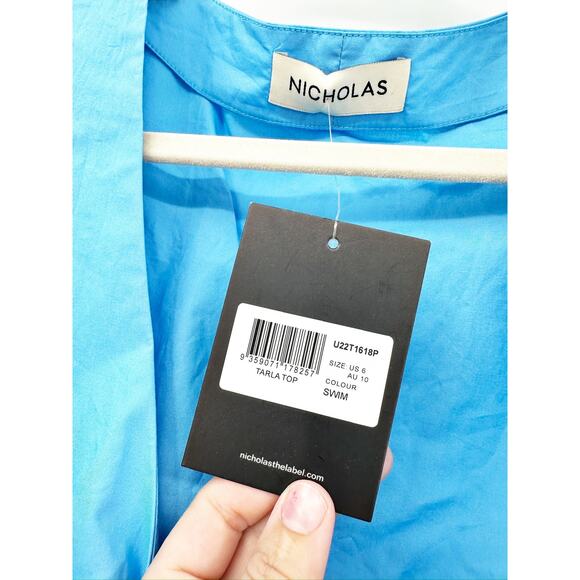 NICHOLAS
U22T1618P
SIZE: US 6
AU 10
COLOUR
SWIM
9 359071 178257
TARLA TOP
nicholasthelabel.com